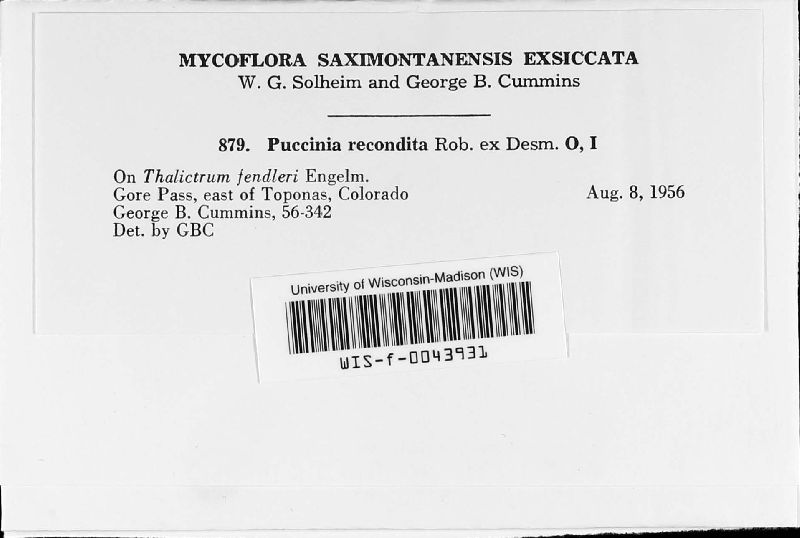 MYCOFLORA SAXIMONTANENSIS EXSICCATA
W. G. Solheim and George B. Cummins
879. Puccinia recondita Rob. ex Desm. O, I
On Thalictrum fendleri Engelm.
Gore Pass, east of Toponas, Colorado Aug. 8, 1956
George B. Cummins, 56-342
Det. by GBC
University of Wisconsin-Madison (WIS)
WIS-f-0043931